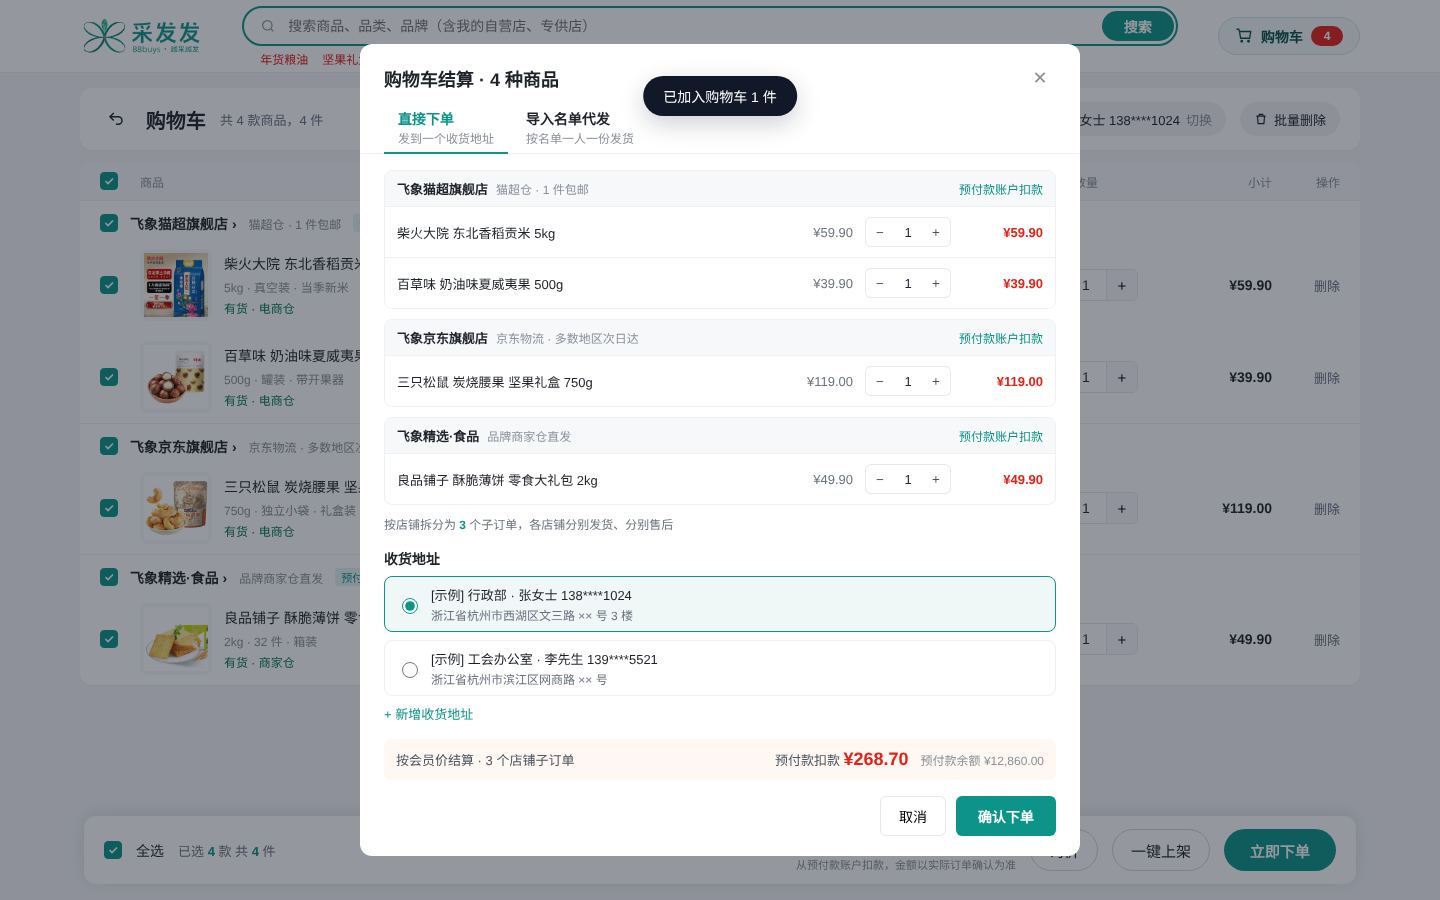 采发发
BBbuys · 越采越发
搜索商品、品类、品牌（含我的自营店、专供店）
搜索
购物车 4
年货粮油 坚果礼
购物车 共 4 款商品，4 件
女士 138****1024 切换
批量删除
商品
小计
操作
飞象猫超旗舰店 › 猫超仓 · 1 件包邮
柴火大院 东北香稻贡米
5kg · 真空装 · 当季新米
有货 · 电商仓
1 + ¥59.90 删除
百草味 奶油味夏威夷果
500g · 罐装 · 带开果器
有货 · 电商仓
1 + ¥39.90 删除
飞象京东旗舰店 › 京东物流 · 多数地区次
三只松鼠 炭烧腰果 坚
750g · 独立小袋 · 礼盒装
有货 · 电商仓
1 + ¥119.00 删除
飞象精选·食品 › 品牌商家仓直发 预付
良品铺子 酥脆薄饼 零
2kg · 32 件 · 箱装
有货 · 商家仓
1 + ¥49.90 删除
全选 已选 4 款 共 4 件
从预付款账户扣款，金额以实际订单确认为准
一键上架
立即下单
购物车结算 · 4 种商品
已加入购物车 1 件
直接下单
发到一个收货地址
导入名单代发
按名单一人一份发货
飞象猫超旗舰店 猫超仓 · 1 件包邮 预付款账户扣款
柴火大院 东北香稻贡米 5kg ¥59.90 − 1 + ¥59.90
百草味 奶油味夏威夷果 500g ¥39.90 − 1 + ¥39.90
飞象京东旗舰店 京东物流 · 多数地区次日达 预付款账户扣款
三只松鼠 炭烧腰果 坚果礼盒 750g ¥119.00 − 1 + ¥119.00
飞象精选·食品 品牌商家仓直发 预付款账户扣款
良品铺子 酥脆薄饼 零食大礼包 2kg ¥49.90 − 1 + ¥49.90
按店铺拆分为 3 个子订单，各店铺分别发货、分别售后
收货地址
[示例] 行政部 · 张女士 138****1024
浙江省杭州市西湖区文三路 ×× 号 3 楼
[示例] 工会办公室 · 李先生 139****5521
浙江省杭州市滨江区网商路 ×× 号
+ 新增收货地址
按会员价结算 · 3 个店铺子订单 预付款扣款 ¥268.70 预付款余额 ¥12,860.00
取消
确认下单